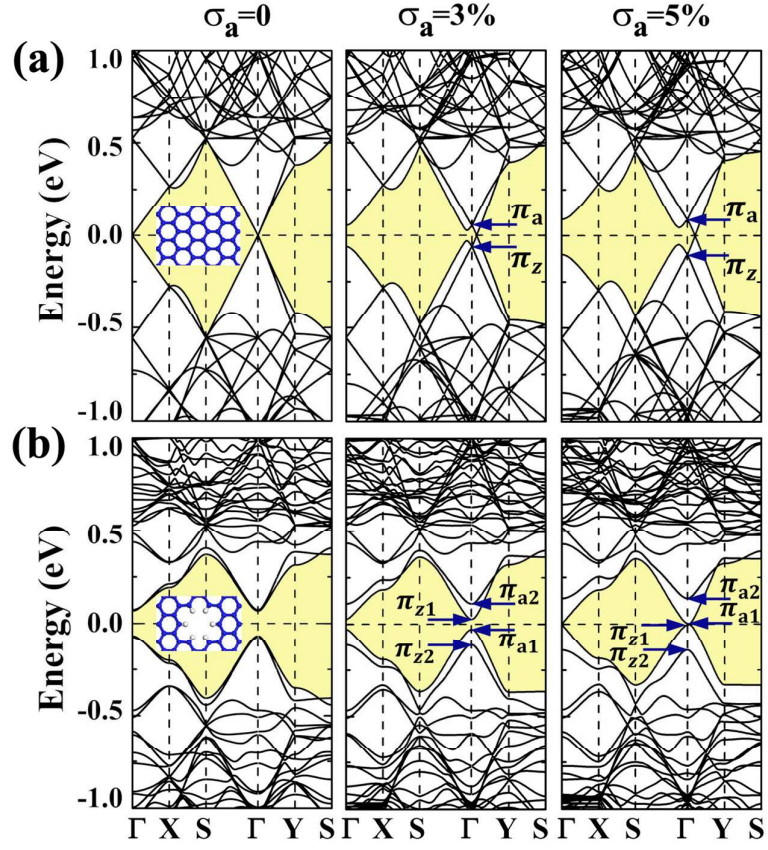 σa=0 σa=3% σa=5%
(a)
Energy (eV)
1.0
0.5
0.0
-0.5
-1.0
πa
πz
πa
πz
(b)
Energy (eV)
1.0
0.5
0.0
-0.5
-1.0
πz1
πz2
πa2
πa1
πz1
πz2
πa2
πa1
Γ X S Γ Y S Γ X S Γ Y S Γ X S Γ Y S